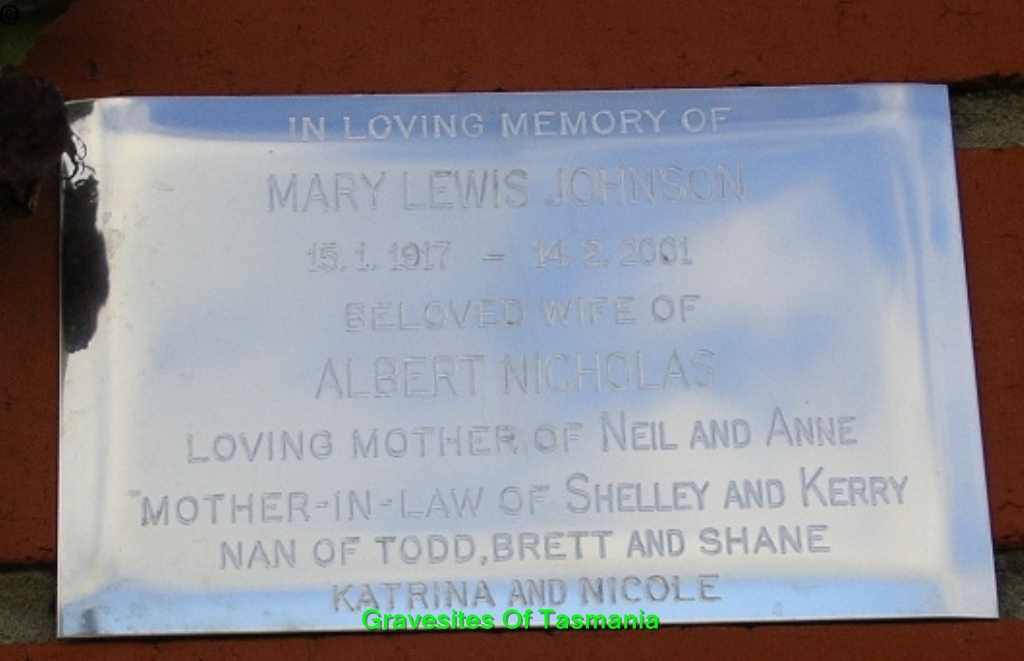 ©
IN LOVING MEMORY OF
MARY LEWIS JOHNSON
15. 1. 1917 – 14. 2. 2001
BELOVED WIFE OF
ALBERT NICHOLAS
LOVING MOTHER OF NEIL AND ANNE
MOTHER-IN-LAW OF SHELLEY AND KERRY
NAN OF TODD, BRETT AND SHANE
KATRINA AND NICOLE
Gravesites Of Tasmania